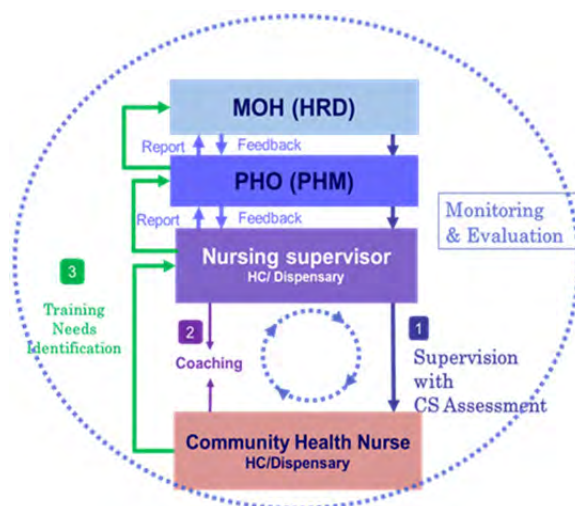 MOH (HRD)
Report
Feedback
PHO (PHM)
Report
Feedback
Monitoring
& Evaluation
Nursing supervisor
HC/ Dispensary
3
Training
Needs
Identification
2
Coaching
1
Supervision
with
CS Assessment
Community Health Nurse
HC/Dispensary